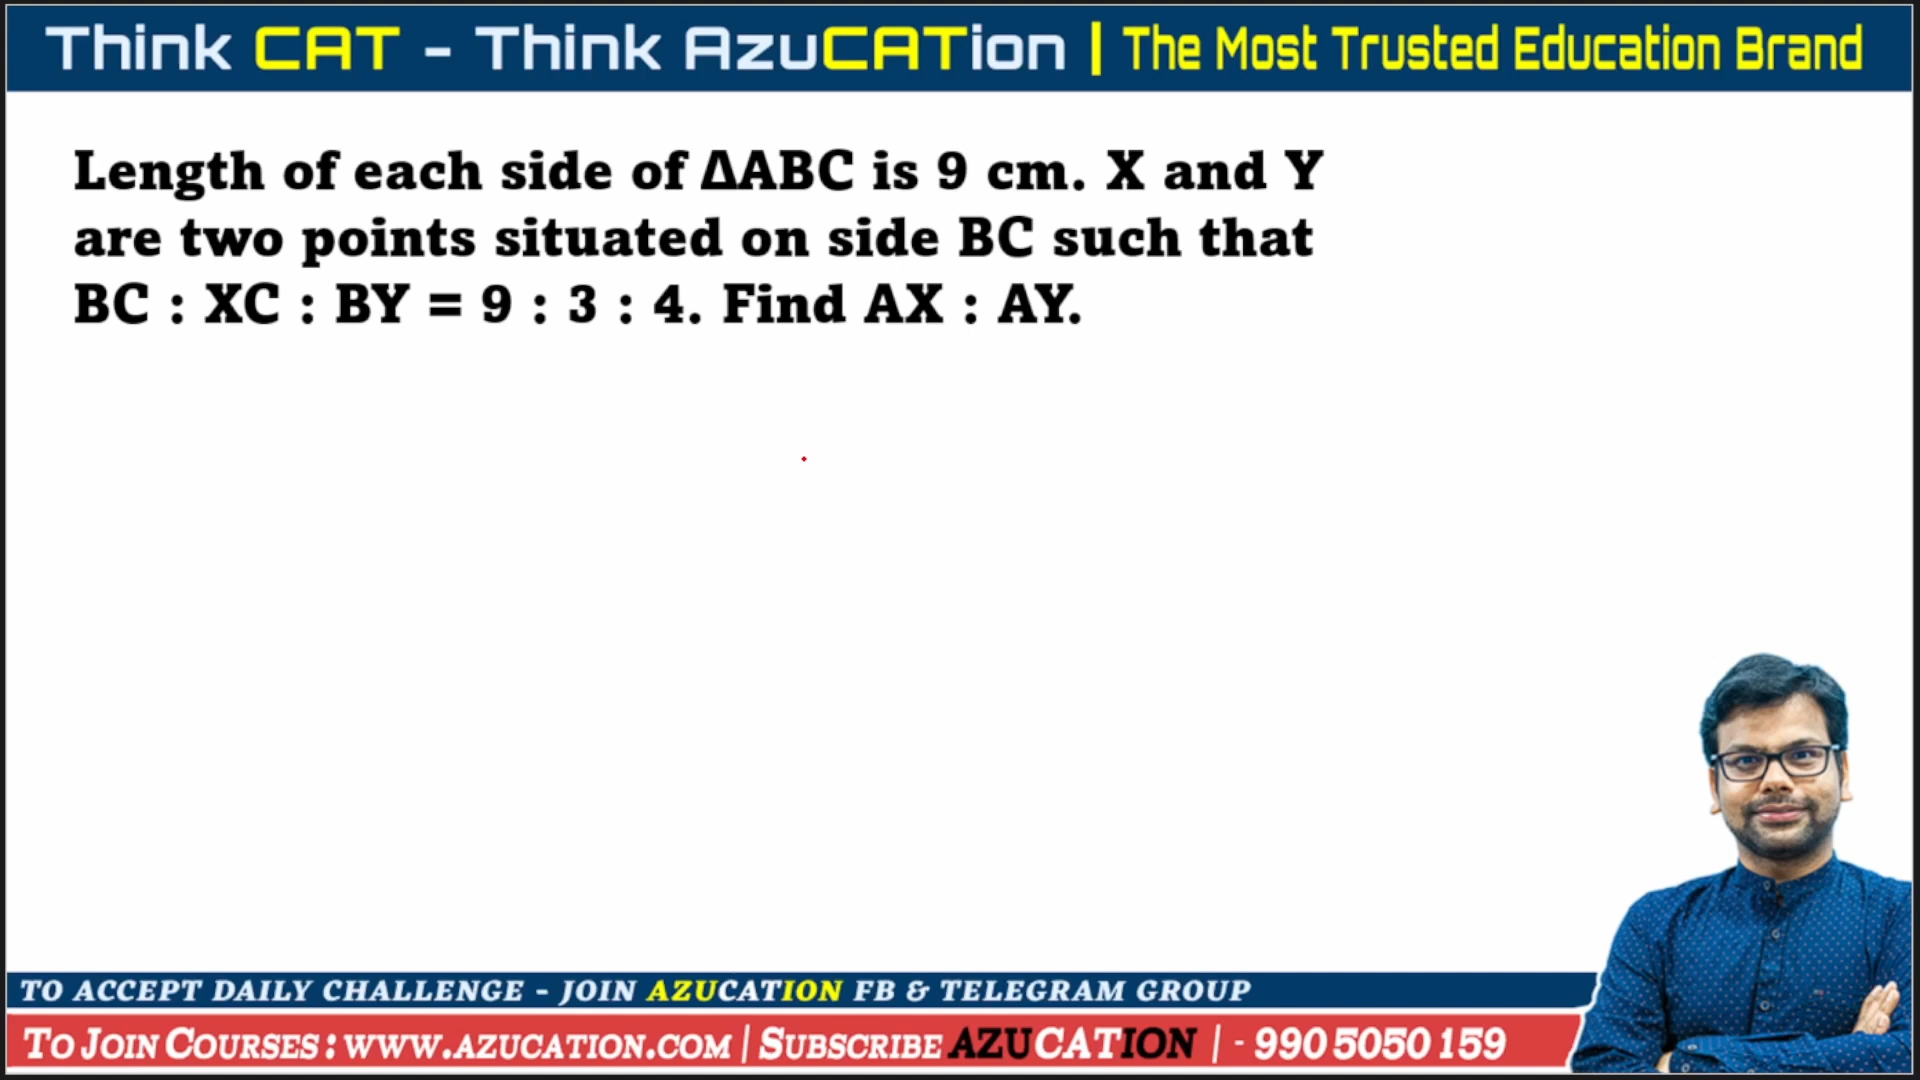 Think CAT - Think AzuCATion | The Most Trusted Education Brand
Length of each side of ΔABC is 9 cm. X and Y
are two points situated on side BC such that
BC : XC : BY = 9 : 3 : 4. Find AX : AY.
TO ACCEPT DAILY CHALLENGE - JOIN AZUCATION FB & TELEGRAM GROUP
TO JOIN COURSES : WWW.AZUCATION.COM | SUBSCRIBE AZUCATION | - 990 5050 159